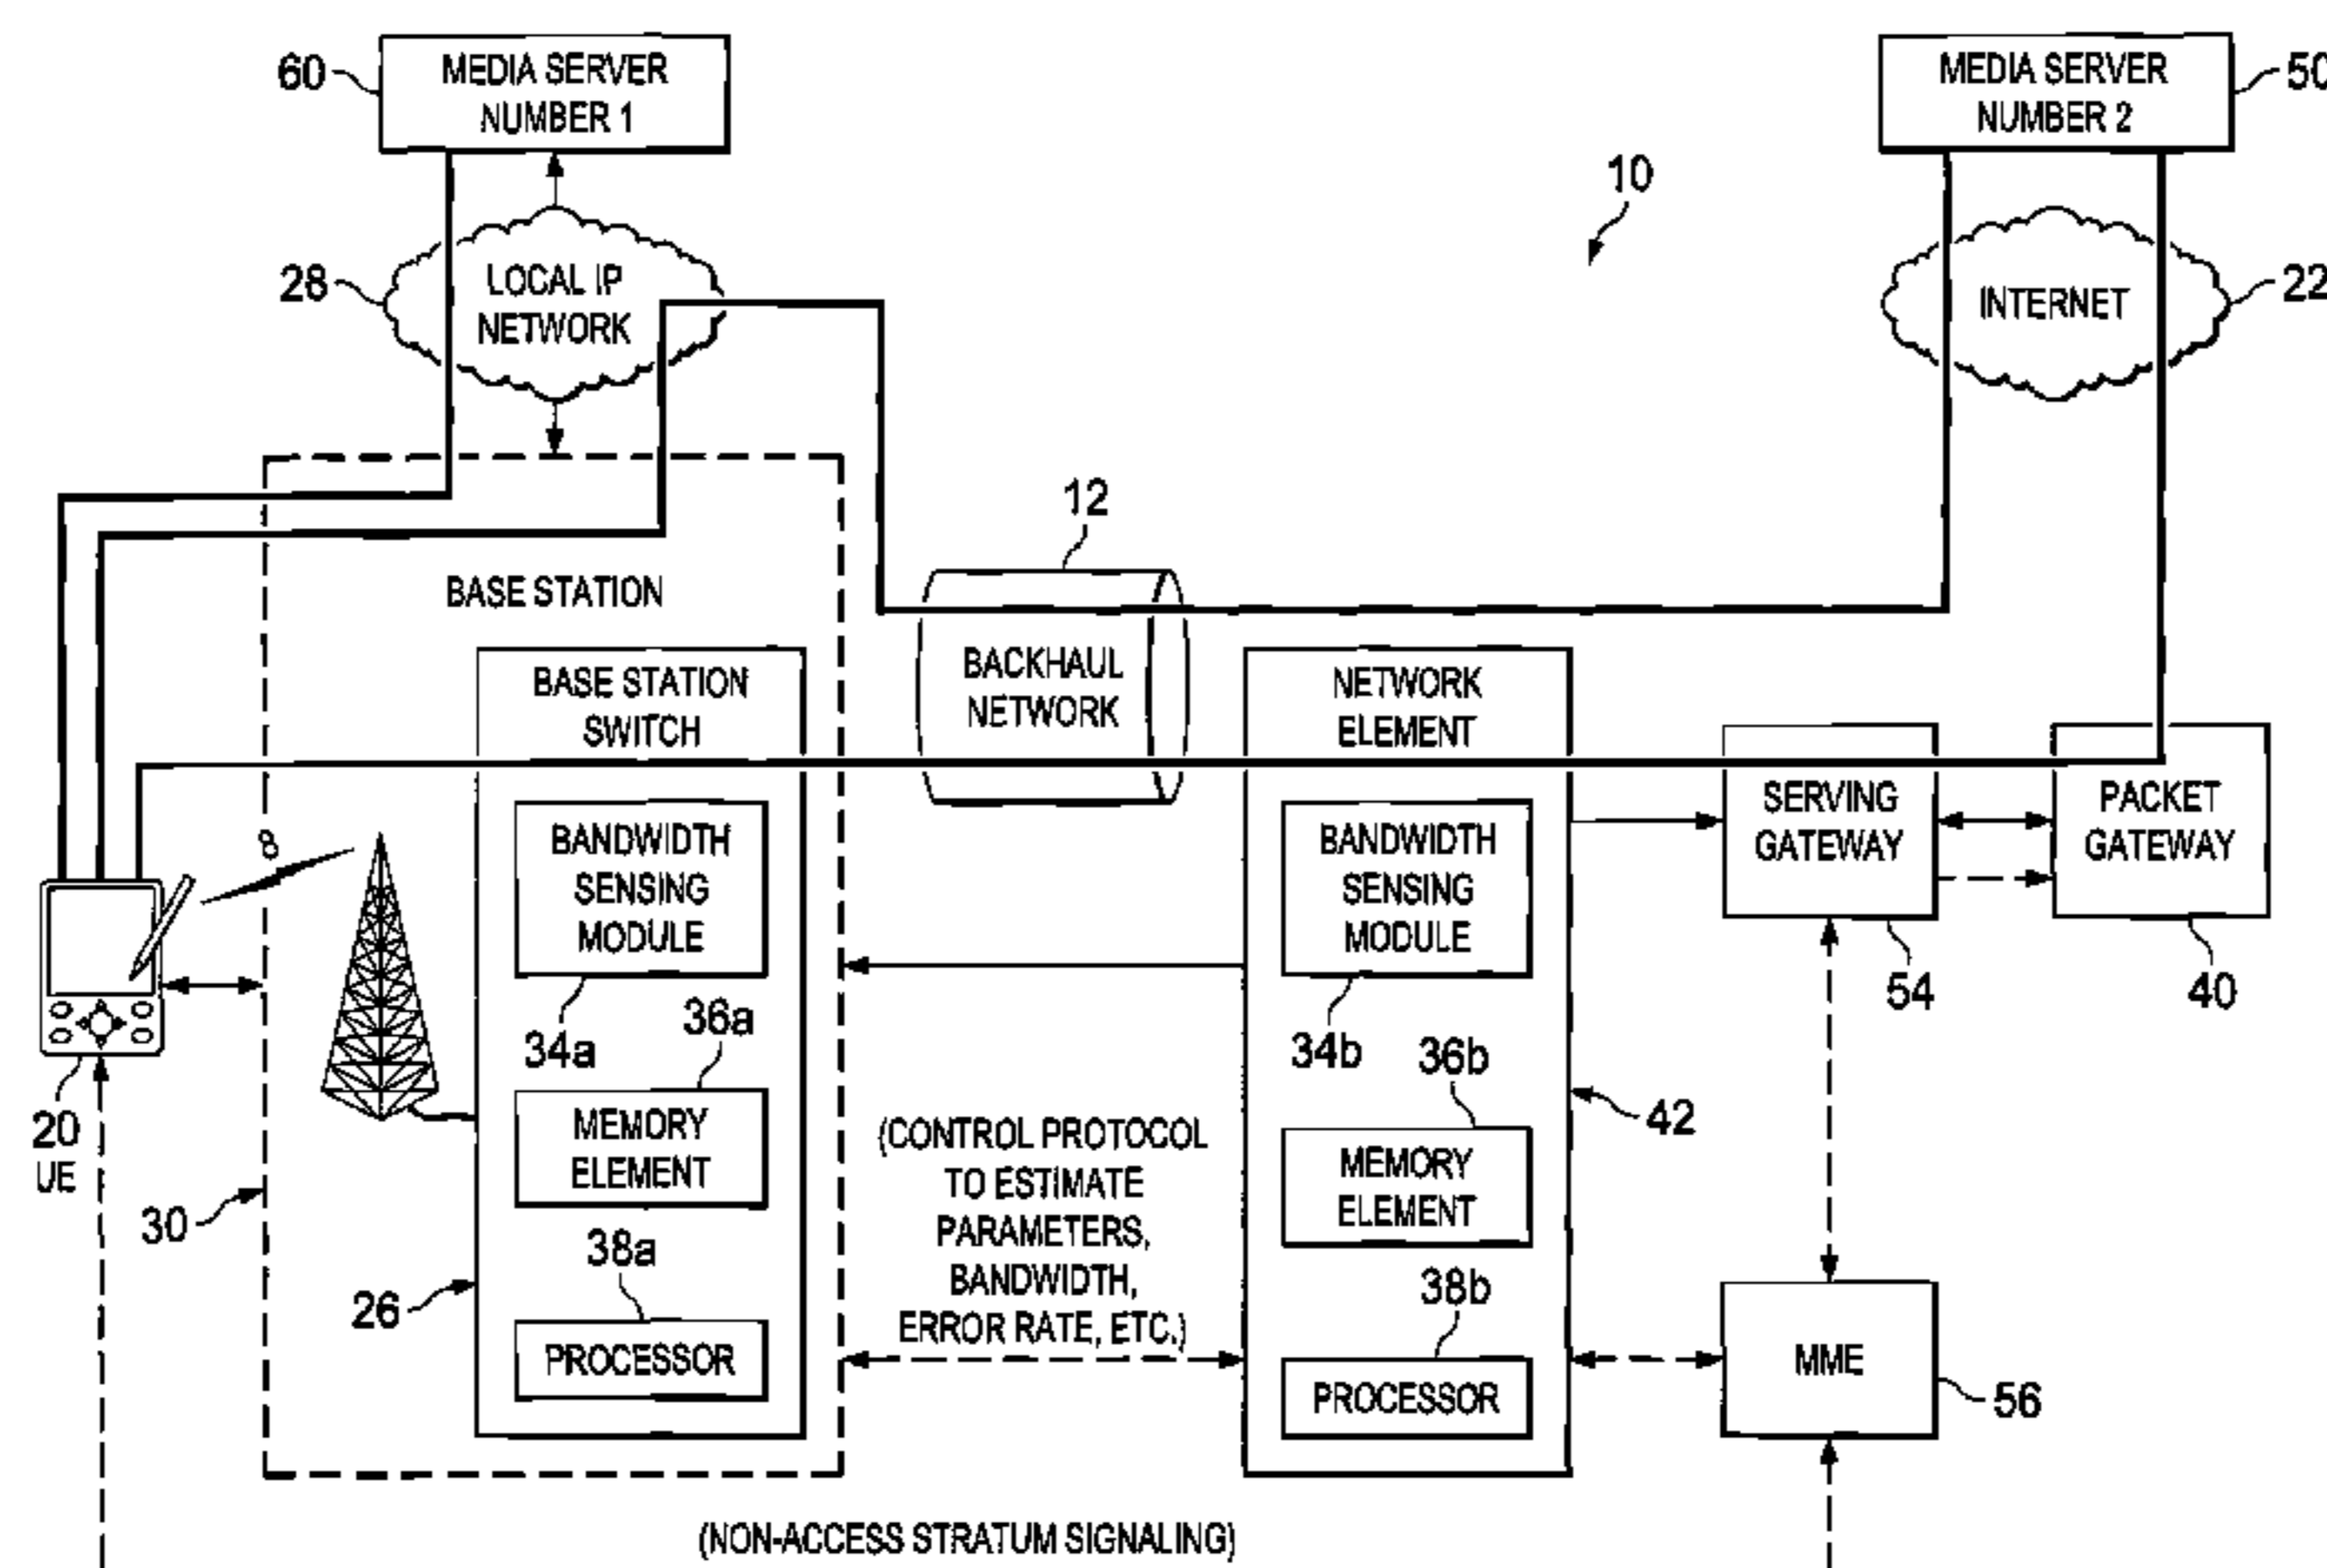 60
MEDIA SERVER
NUMBER 1
MEDIA SERVER
NUMBER 2
50
10
28
LOCAL IP
NETWORK
INTERNET
22
12
BASE STATION
BACKHAUL
NETWORK
BASE STATION
SWITCH
NETWORK
ELEMENT
SERVING
GATEWAY
PACKET
GATEWAY
8
BANDWIDTH
SENSING
MODULE
BANDWIDTH
SENSING
MODULE
54
40
34a
36a
34b
36b
20
UE
MEMORY
ELEMENT
(CONTROL PROTOCOL
TO ESTIMATE
PARAMETERS,
BANDWIDTH,
ERROR RATE, ETC.)
MEMORY
ELEMENT
42
30
38a
26
PROCESSOR
38b
PROCESSOR
MME
56
(NON-ACCESS STRATUM SIGNALING)